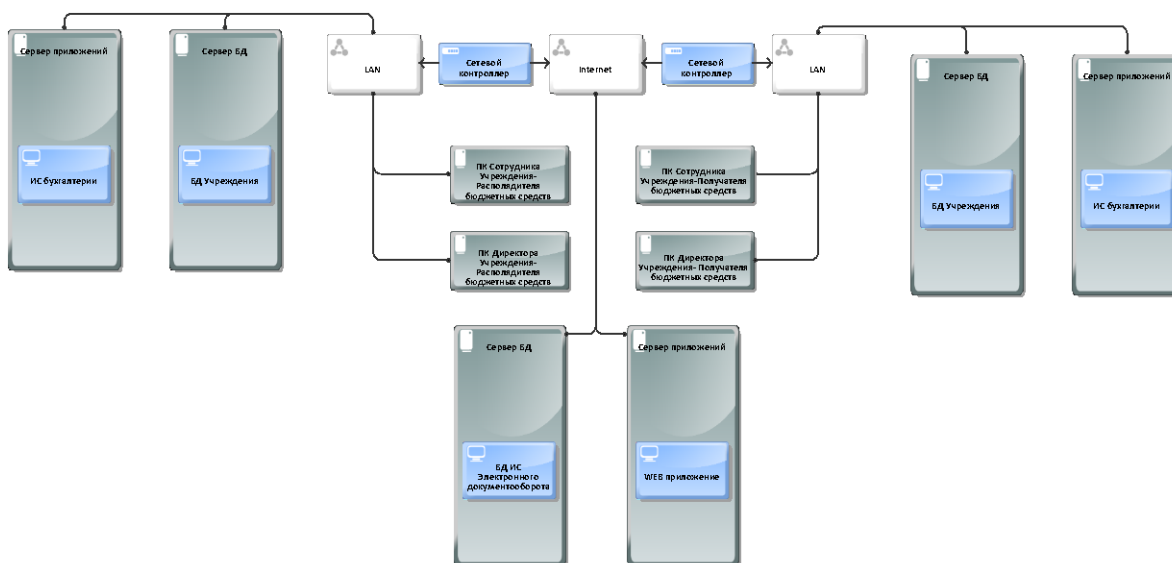 Сервер приложений
Сервер БД
LAN
Сетевой
контроллер
Internet
Сетевой
контроллер
LAN
Сервер БД
Сервер приложений
ИС бухгалтерии
БД Учреждения
ПК Сотрудника
Учреждения-
Располядителя
бюджетных средств
ПК Сотрудника
Учреждения-Получателя
бюджетных средств
БД Учреждения
ИС бухгалтерии
ПК Директора
Учреждения-
Располядителя
бюджетных средств
ПК Директора
Учреждения- Получателя
бюджетных средств
Сервер БД
Сервер приложений
БД ИС
Электронного
документооборота
WEB приложение